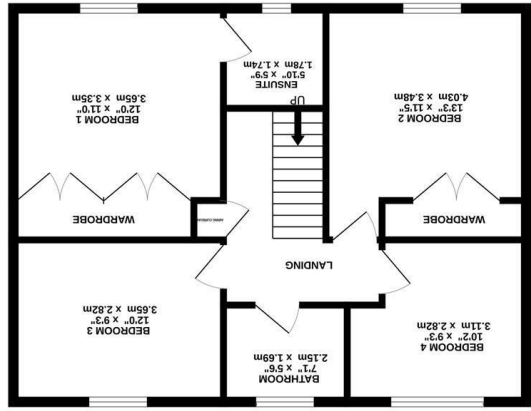 BEDROOM 4
10'2" x 9'3"
3.11m x 2.82m
BATHROOM
7'1" x 5'6"
2.15m x 1.69m
BEDROOM 3
12'0" x 9'3"
3.65m x 2.82m
LANDING
WARDROBE
WARDROBE
BEDROOM 2
13'3" x 11'5"
4.03m x 3.48m
UP
ENSUITE
5'10" x 5'9"
1.78m x 1.74m
BEDROOM 1
12'0" x 11'0"
3.65m x 3.35m